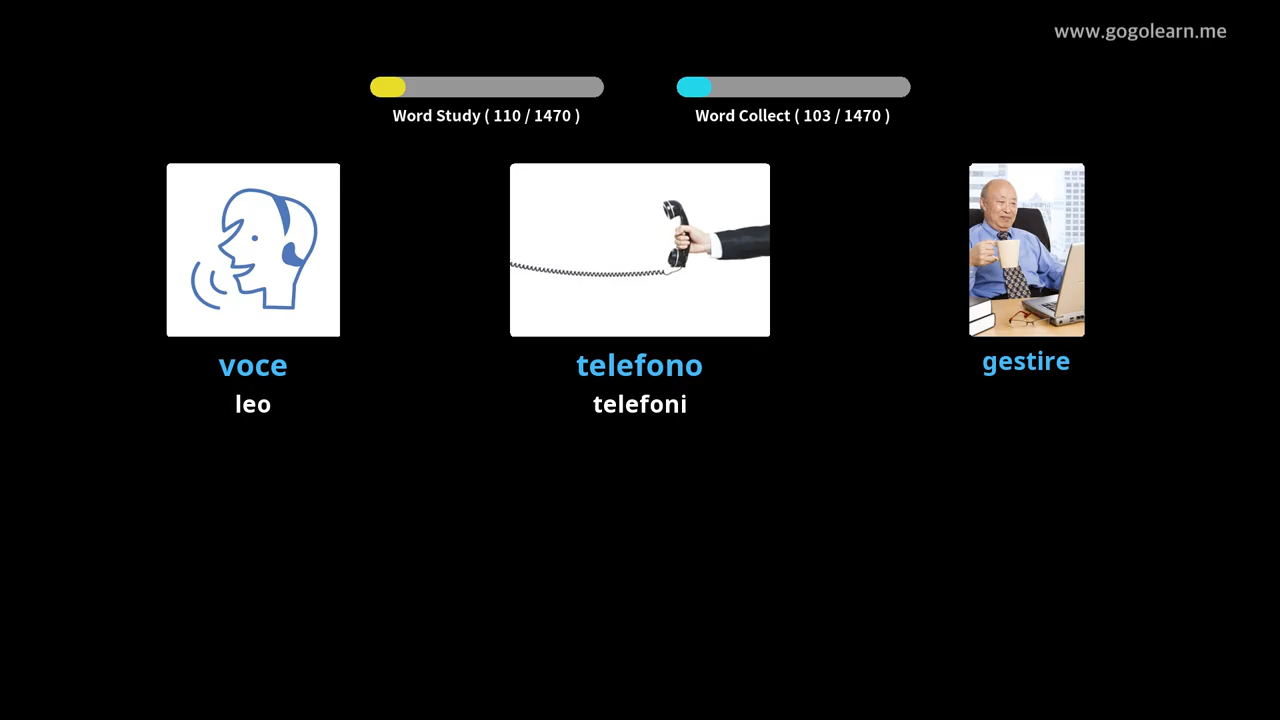 www.gogolearn.me
Word Study ( 110 / 1470 )
Word Collect ( 103 / 1470 )
voce
telefono
gestire
leo
telefoni